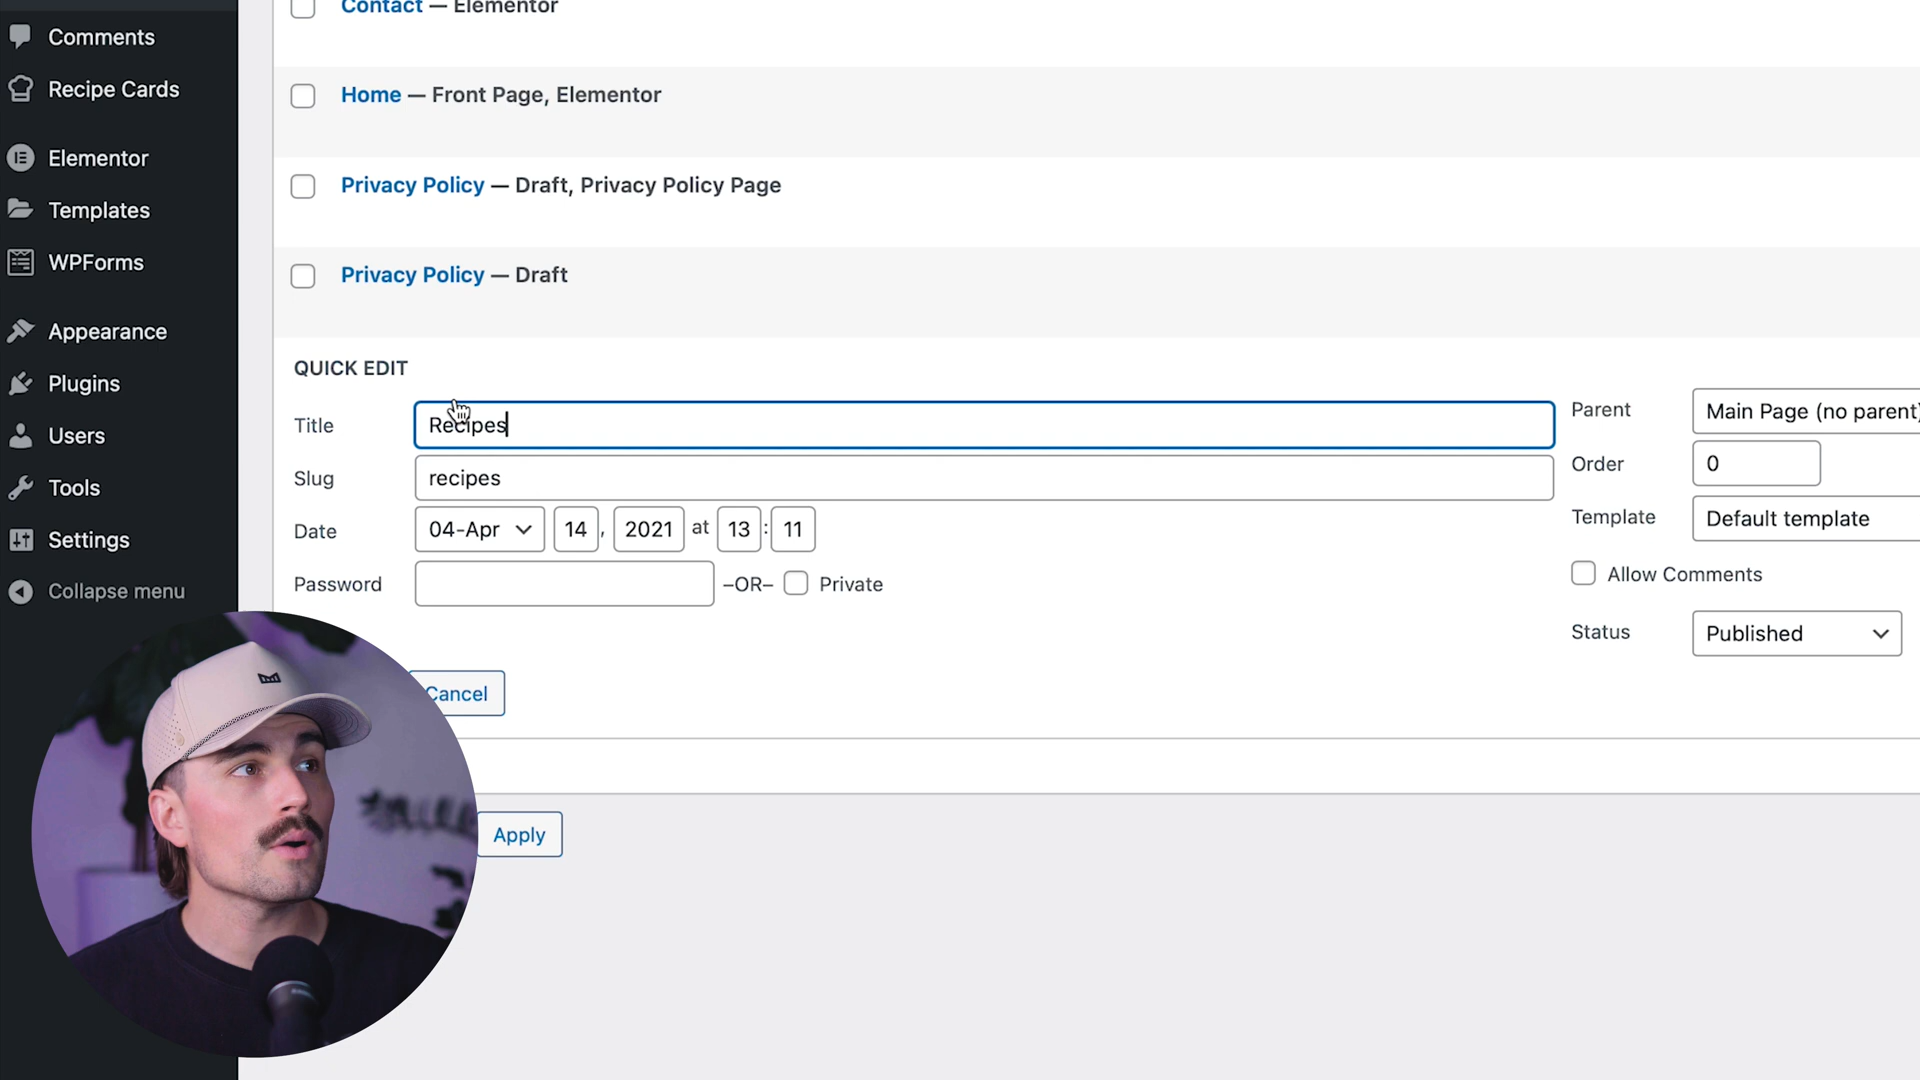 Contact — Elementor
Comments
Recipe Cards
Home — Front Page, Elementor
Elementor
Privacy Policy — Draft, Privacy Policy Page
Templates
WPForms
Privacy Policy — Draft
Appearance
Plugins
Users
Tools
Settings
Collapse menu
QUICK EDIT
Title Recipes
Slug recipes
Date 04-Apr 14 , 2021 at 13 : 11
Password –OR– Private
Parent Main Page (no parent)
Order 0
Template Default template
Allow Comments
Status Published
Cancel
Apply